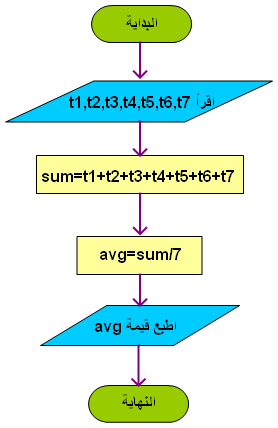 البداية
اقرأ t1,t2,t3,t4,t5,t6,t7
sum=t1+t2+t3+t4+t5+t6+t7
avg=sum/7
اطبع قيمة avg
النهاية